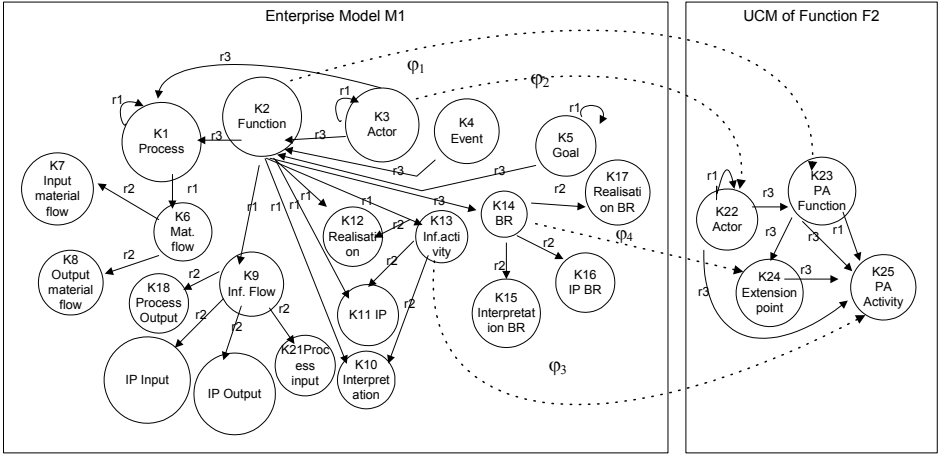 Enterprise Model M1
UCM of Function F2
r3
φ1
φ2
r1
K1
Process
K2
Function
r3
r1
K3
Actor
r3
K4
Event
r3
r1
K5
Goal
r3
K7
Input
material
flow
r2
r1
K6
Mat.
flow
r2
K8 Output
material
flow
r1
r1
r1
r1
K12
Realisati
on
r1
r2
K13
Inf.activity
r3
K14
BR
r2
K17
Realisati
on BR
φ4
r2
K16
IP BR
r2
K15
Interpretat
ion BR
r2
K18
Process
Output
K9
Inf. Flow
r2
r2
r2
K11 IP
r2
r2
IP Input
IP Output
K21Proc
ess
input
K10
Interpret
ation
φ3
r1
K22
Actor
r3
K23
PA
Function
r3
r3
r1
K24
Extension
point
r3
K25
PA
Activity
r3